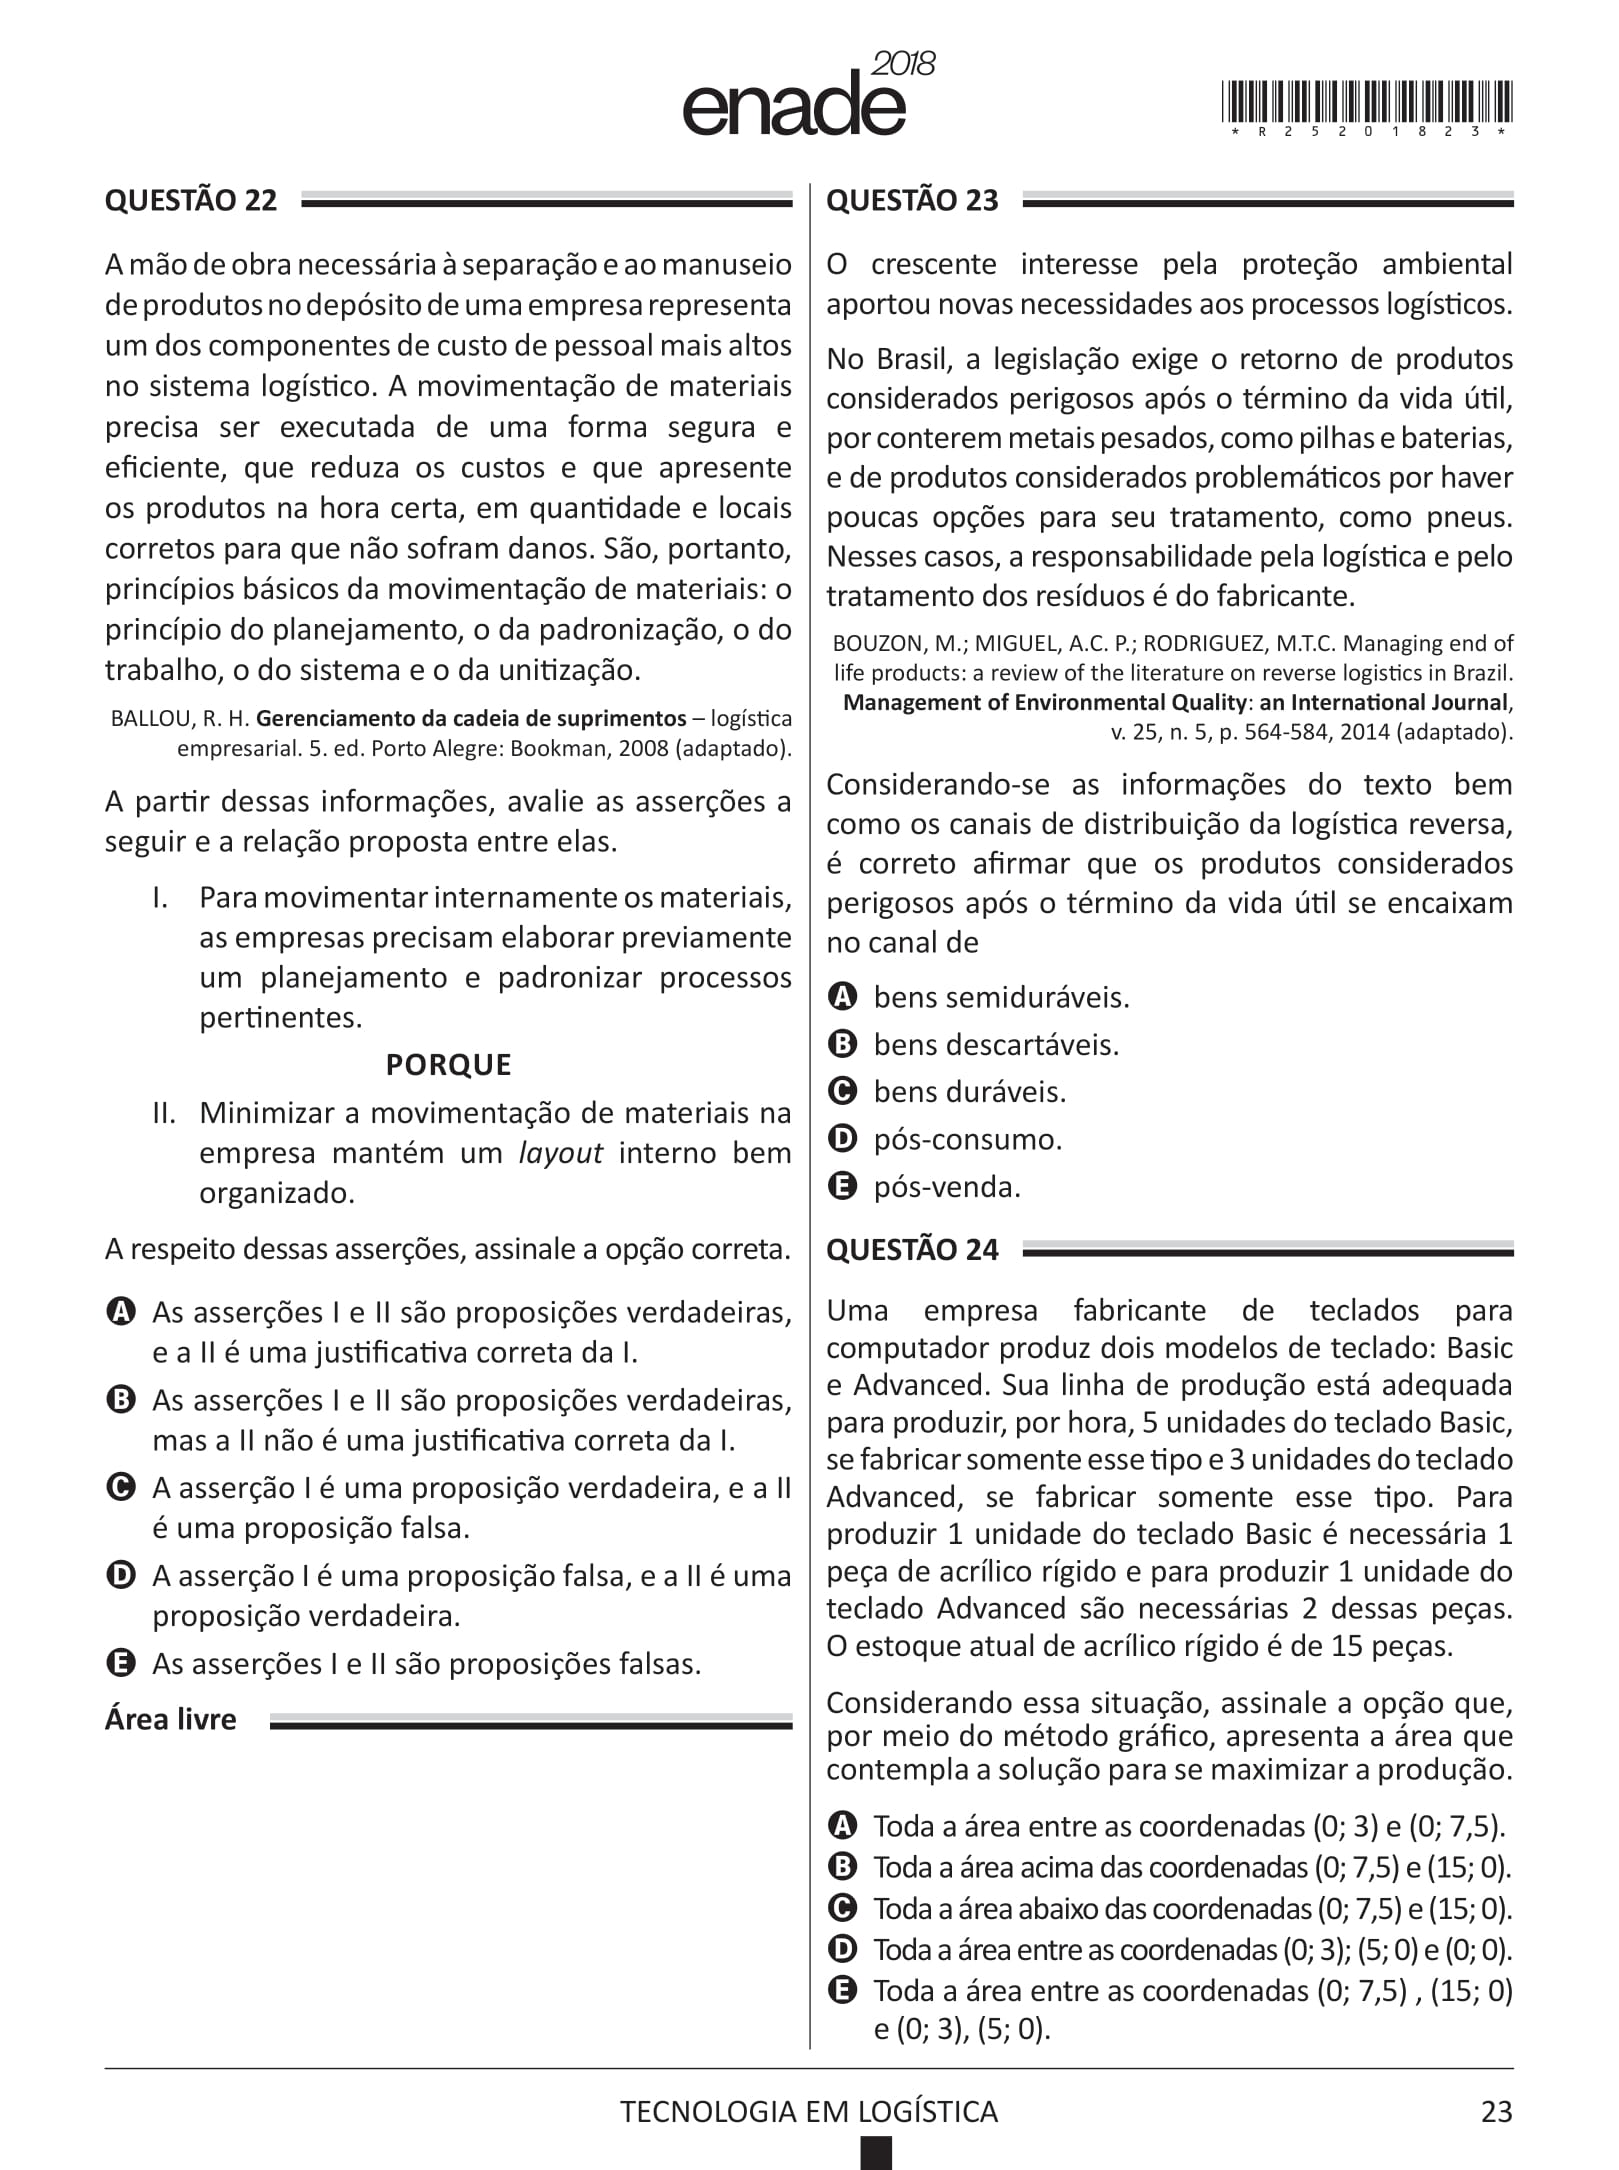 enade 2018
*R25201823*
QUESTÃO 22
A mão de obra necessária à separação e ao manuseio
de produtos no depósito de uma empresa representa
um dos componentes de custo de pessoal mais altos
no sistema logístico. A movimentação de materiais
precisa ser executada de uma forma segura e
eficiente, que reduza os custos e que apresente
os produtos na hora certa, em quantidade e locais
corretos para que não sofram danos. São, portanto,
princípios básicos da movimentação de materiais: o
princípio do planejamento, o da padronização, o do
trabalho, o do sistema e o da unitização.
BALLOU, R. H. Gerenciamento da cadeia de suprimentos – logística
empresarial. 5. ed. Porto Alegre: Bookman, 2008 (adaptado).
A partir dessas informações, avalie as asserções a
seguir e a relação proposta entre elas.
I. Para movimentar internamente os materiais,
as empresas precisam elaborar previamente
um planejamento e padronizar processos
pertinentes.
PORQUE
II. Minimizar a movimentação de materiais na
empresa mantém um layout interno bem
organizado.
A respeito dessas asserções, assinale a opção correta.
A As asserções I e II são proposições verdadeiras,
e a II é uma justificativa correta da I.
B As asserções I e II são proposições verdadeiras,
mas a II não é uma justificativa correta da I.
C A asserção I é uma proposição verdadeira, e a II
é uma proposição falsa.
D A asserção I é uma proposição falsa, e a II é uma
proposição verdadeira.
E As asserções I e II são proposições falsas.
Área livre
QUESTÃO 23
O crescente interesse pela proteção ambiental
aportou novas necessidades aos processos logísticos.
No Brasil, a legislação exige o retorno de produtos
considerados perigosos após o término da vida útil,
por conterem metais pesados, como pilhas e baterias,
e de produtos considerados problemáticos por haver
poucas opções para seu tratamento, como pneus.
Nesses casos, a responsabilidade pela logística e pelo
tratamento dos resíduos é do fabricante.
BOUZON, M.; MIGUEL, A.C. P.; RODRIGUEZ, M.T.C. Managing end of
life products: a review of the literature on reverse logistics in Brazil.
Management of Environmental Quality: an International Journal,
v. 25, n. 5, p. 564-584, 2014 (adaptado).
Considerando-se as informações do texto bem
como os canais de distribuição da logística reversa,
é correto afirmar que os produtos considerados
perigosos após o término da vida útil se encaixam
no canal de
A bens semiduráveis.
B bens descartáveis.
C bens duráveis.
D pós-consumo.
E pós-venda.
QUESTÃO 24
Uma empresa fabricante de teclados para
computador produz dois modelos de teclado: Basic
e Advanced. Sua linha de produção está adequada
para produzir, por hora, 5 unidades do teclado Basic,
se fabricar somente esse tipo e 3 unidades do teclado
Advanced, se fabricar somente esse tipo. Para
produzir 1 unidade do teclado Basic é necessária 1
peça de acrílico rígido e para produzir 1 unidade do
teclado Advanced são necessárias 2 dessas peças.
O estoque atual de acrílico rígido é de 15 peças.
Considerando essa situação, assinale a opção que,
por meio do método gráfico, apresenta a área que
contempla a solução para se maximizar a produção.
A Toda a área entre as coordenadas (0; 3) e (0; 7,5).
B Toda a área acima das coordenadas (0; 7,5) e (15; 0).
C Toda a área abaixo das coordenadas (0; 7,5) e (15; 0).
D Toda a área entre as coordenadas (0; 3); (5; 0) e (0; 0).
E Toda a área entre as coordenadas (0; 7,5) , (15; 0)
e (0; 3), (5; 0).
TECNOLOGIA EM LOGÍSTICA
23